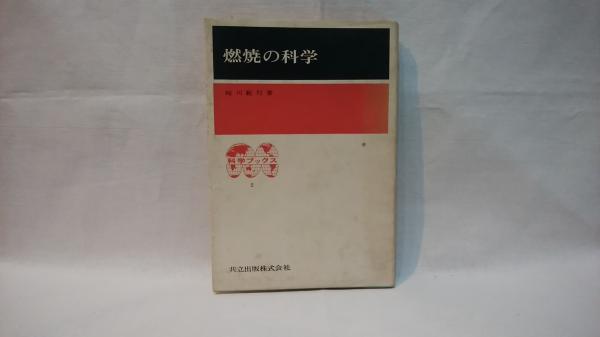 燃焼の科学
科学ブックス
2
共立出版株式会社